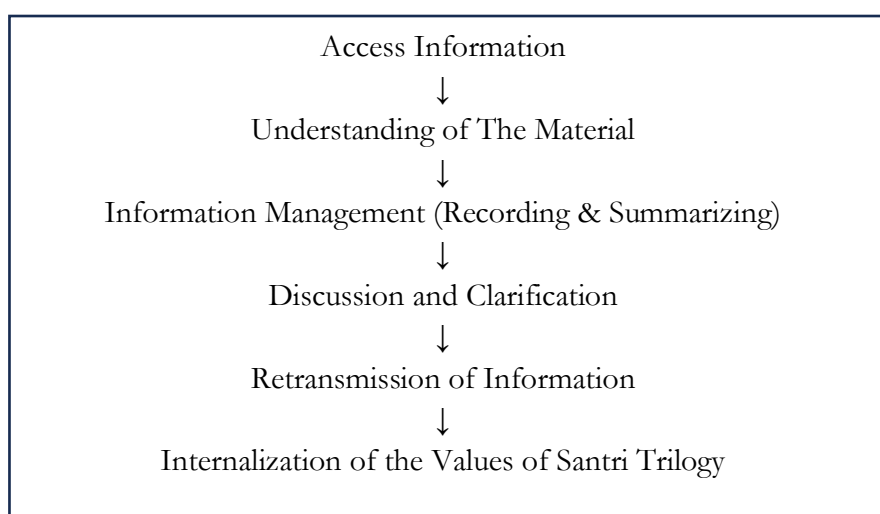 Access Information
↓
Understanding of The Material
↓
Information Management (Recording & Summarizing)
↓
Discussion and Clarification
↓
Retransmission of Information
↓
Internalization of the Values of Santri Trilogy